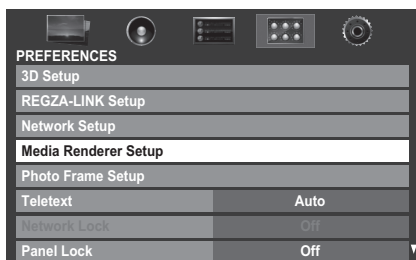 PREFERENCES
3D Setup
REGZA-LINK Setup
Network Setup
Media Renderer Setup
Photo Frame Setup
Teletext Auto
Network Lock Off
Panel Lock Off